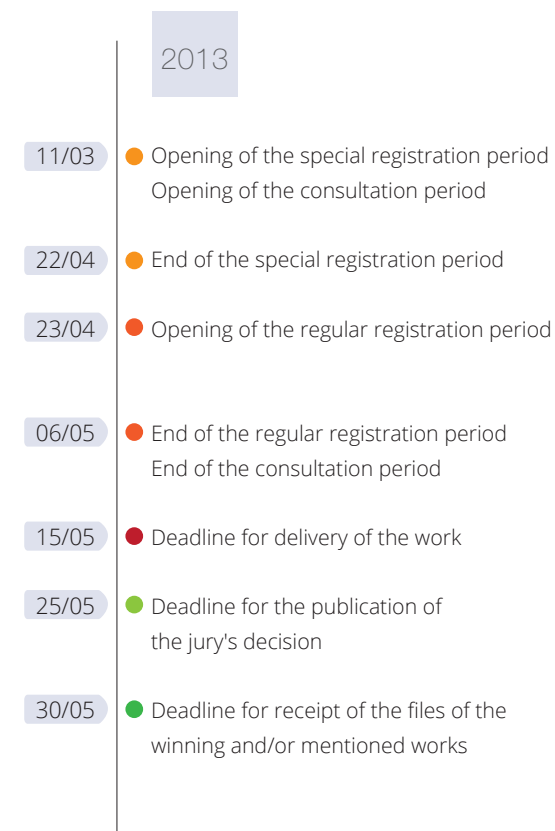 2013
11/03 Opening of the special registration period
Opening of the consultation period
22/04 End of the special registration period
23/04 Opening of the regular registration period
06/05 End of the regular registration period
End of the consultation period
15/05 Deadline for delivery of the work
25/05 Deadline for the publication of
the jury's decision
30/05 Deadline for receipt of the files of the
winning and/or mentioned works